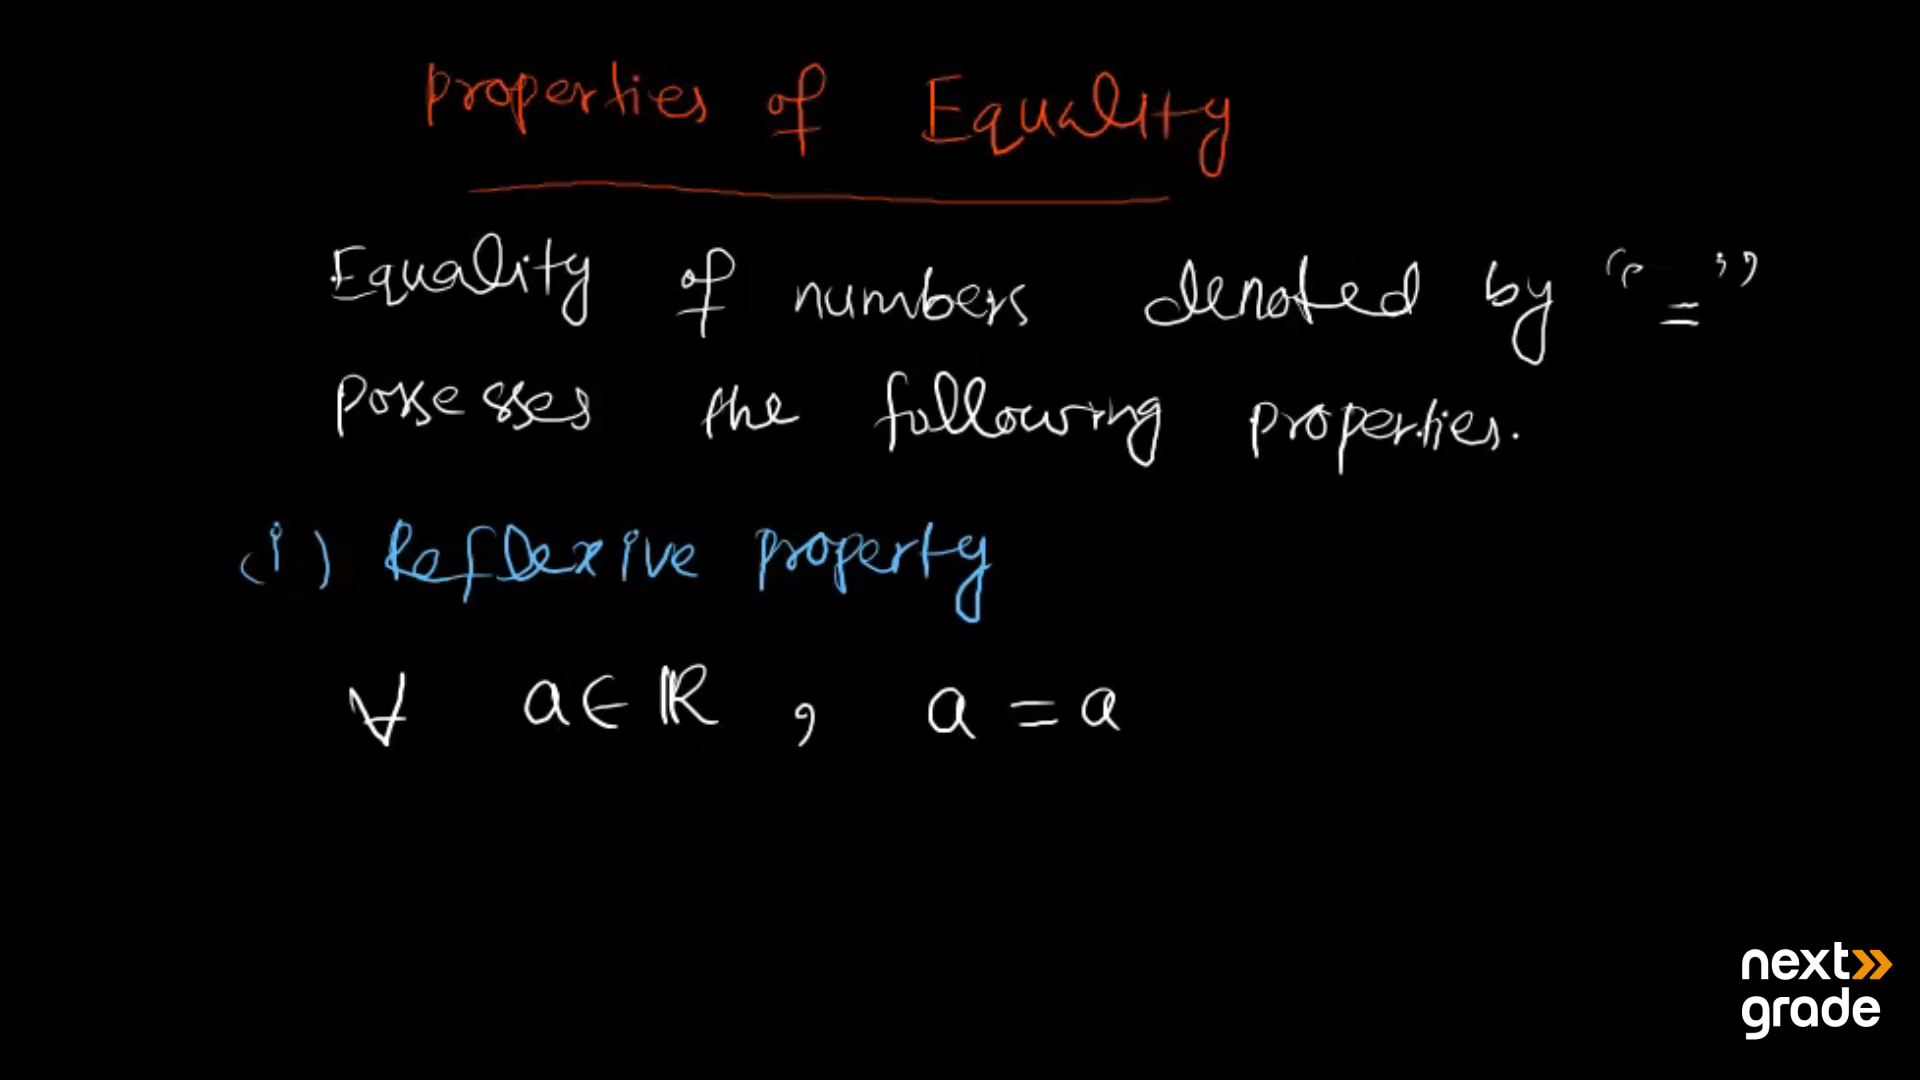 Properties of Equality
Equality of numbers denoted by "="
possesses the following properties.
(i) Reflexive property
∀ a ∈ ℝ , a = a
next
grade